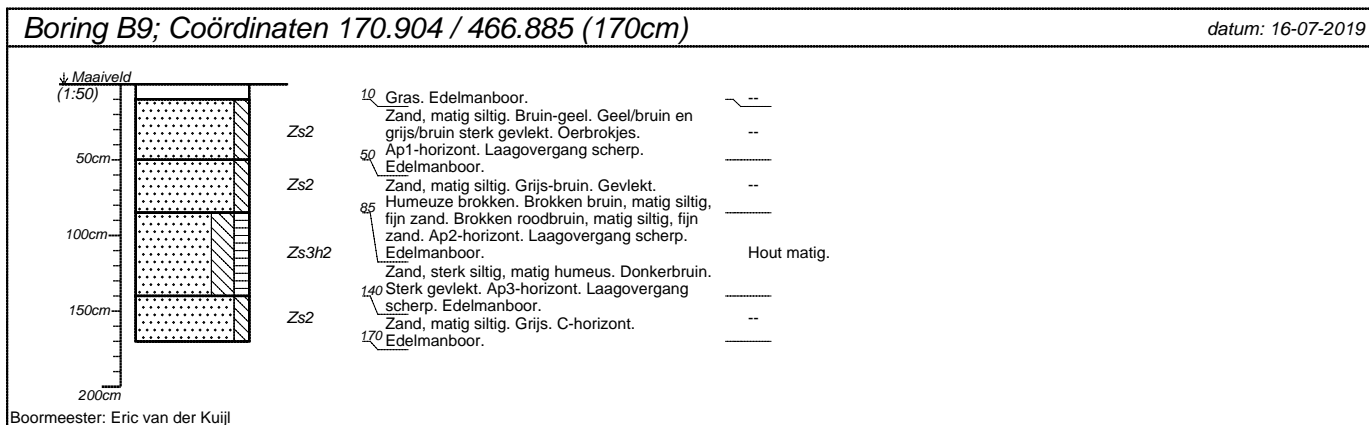 Boring B9; Coördinaten 170.904 / 466.885 (170cm)
datum: 16-07-2019
Maaiveld
(1:50)
50cm
100cm
150cm
200cm
Zs2
Zs2
Zs3h2
Zs2
10 Gras. Edelmanboor. --
Zand, matig siltig. Bruin-geel. Geel/bruin en
grijs/bruin sterk gevlekt. Oerbrokjes. --
Ap1-horizont. Laagovergang scherp.
50 Edelmanboor.
Zand, matig siltig. Grijs-bruin. Gevlekt. --
85 Humeuze brokken. Brokken bruin, matig siltig,
fijn zand. Brokken roodbruin, matig siltig, fijn
zand. Ap2-horizont. Laagovergang scherp.
Edelmanboor. Hout matig.
Zand, sterk siltig, matig humeus. Donkerbruin.
140 Sterk gevlekt. Ap3-horizont. Laagovergang
scherp. Edelmanboor.
Zand, matig siltig. Grijs. C-horizont. --
170 Edelmanboor.
Boormeester: Eric van der Kuijl